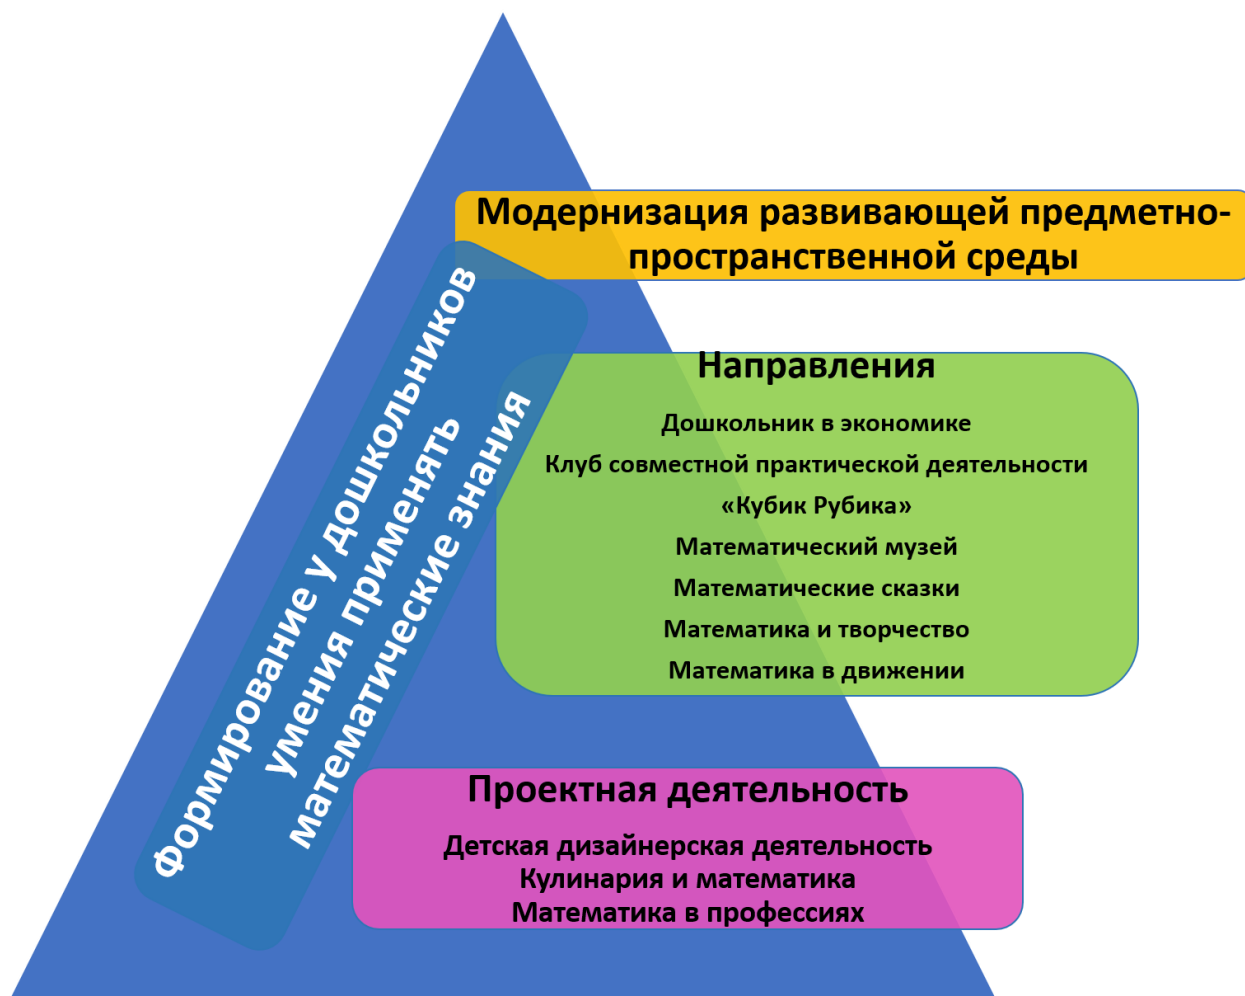 Модернизация развивающей предметно-
пространственной среды
Формирование у дошкольников
умения применять
математические знания
Направления
Дошкольник в экономике
Клуб совместной практической деятельности
«Кубик Рубика»
Математический музей
Математические сказки
Математика и творчество
Математика в движении
Проектная деятельность
Детская дизайнерская деятельность
Кулинария и математика
Математика в профессиях